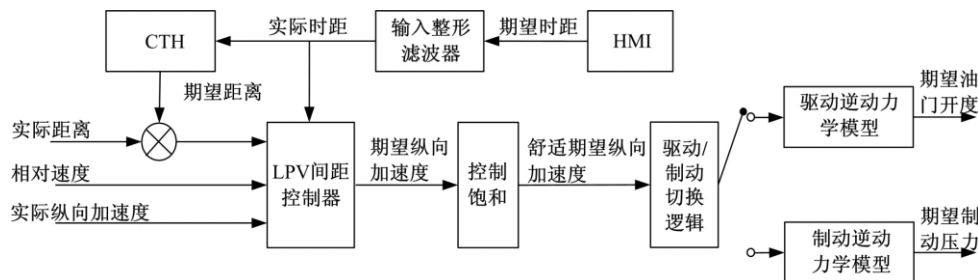 CTH
实际时距
输入整形
滤波器
期望时距
HMI
期望距离
实际距离
相对速度
实际纵向加速度
LPV间距
控制器
期望纵向
加速度
控制
饱和
舒适期望纵向
加速度
驱动/
制动
切换
逻辑
驱动逆动力
学模型
期望油
门开度
制动逆动
力学模型
期望制
动压力